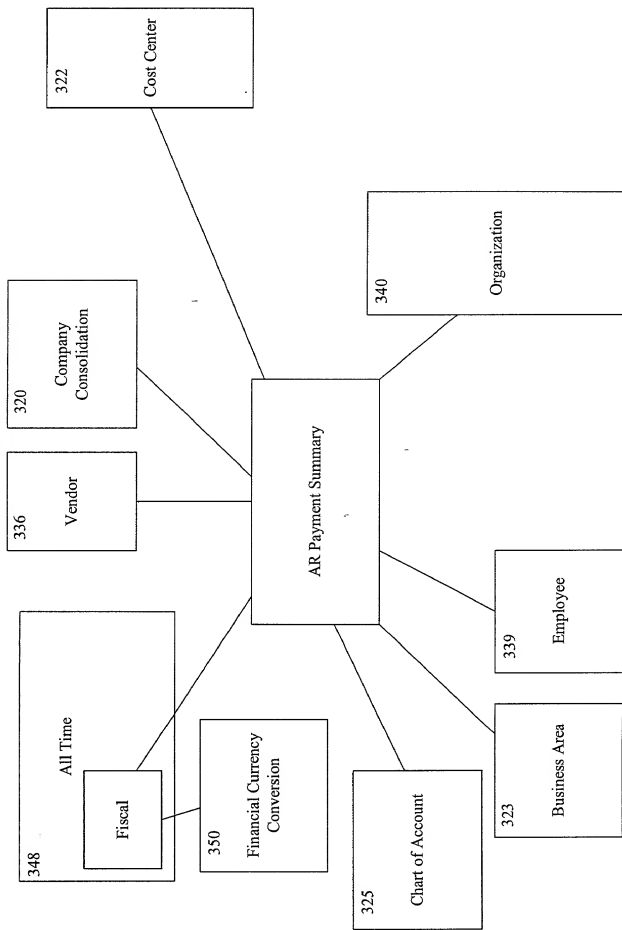 348
All Time
Fiscal
350
Financial Currency
Conversion
336
Vendor
320
Company
Consolidation
322
Cost Center
AR Payment Summary
325
Chart of Account
323
Business Area
339
Employee
340
Organization